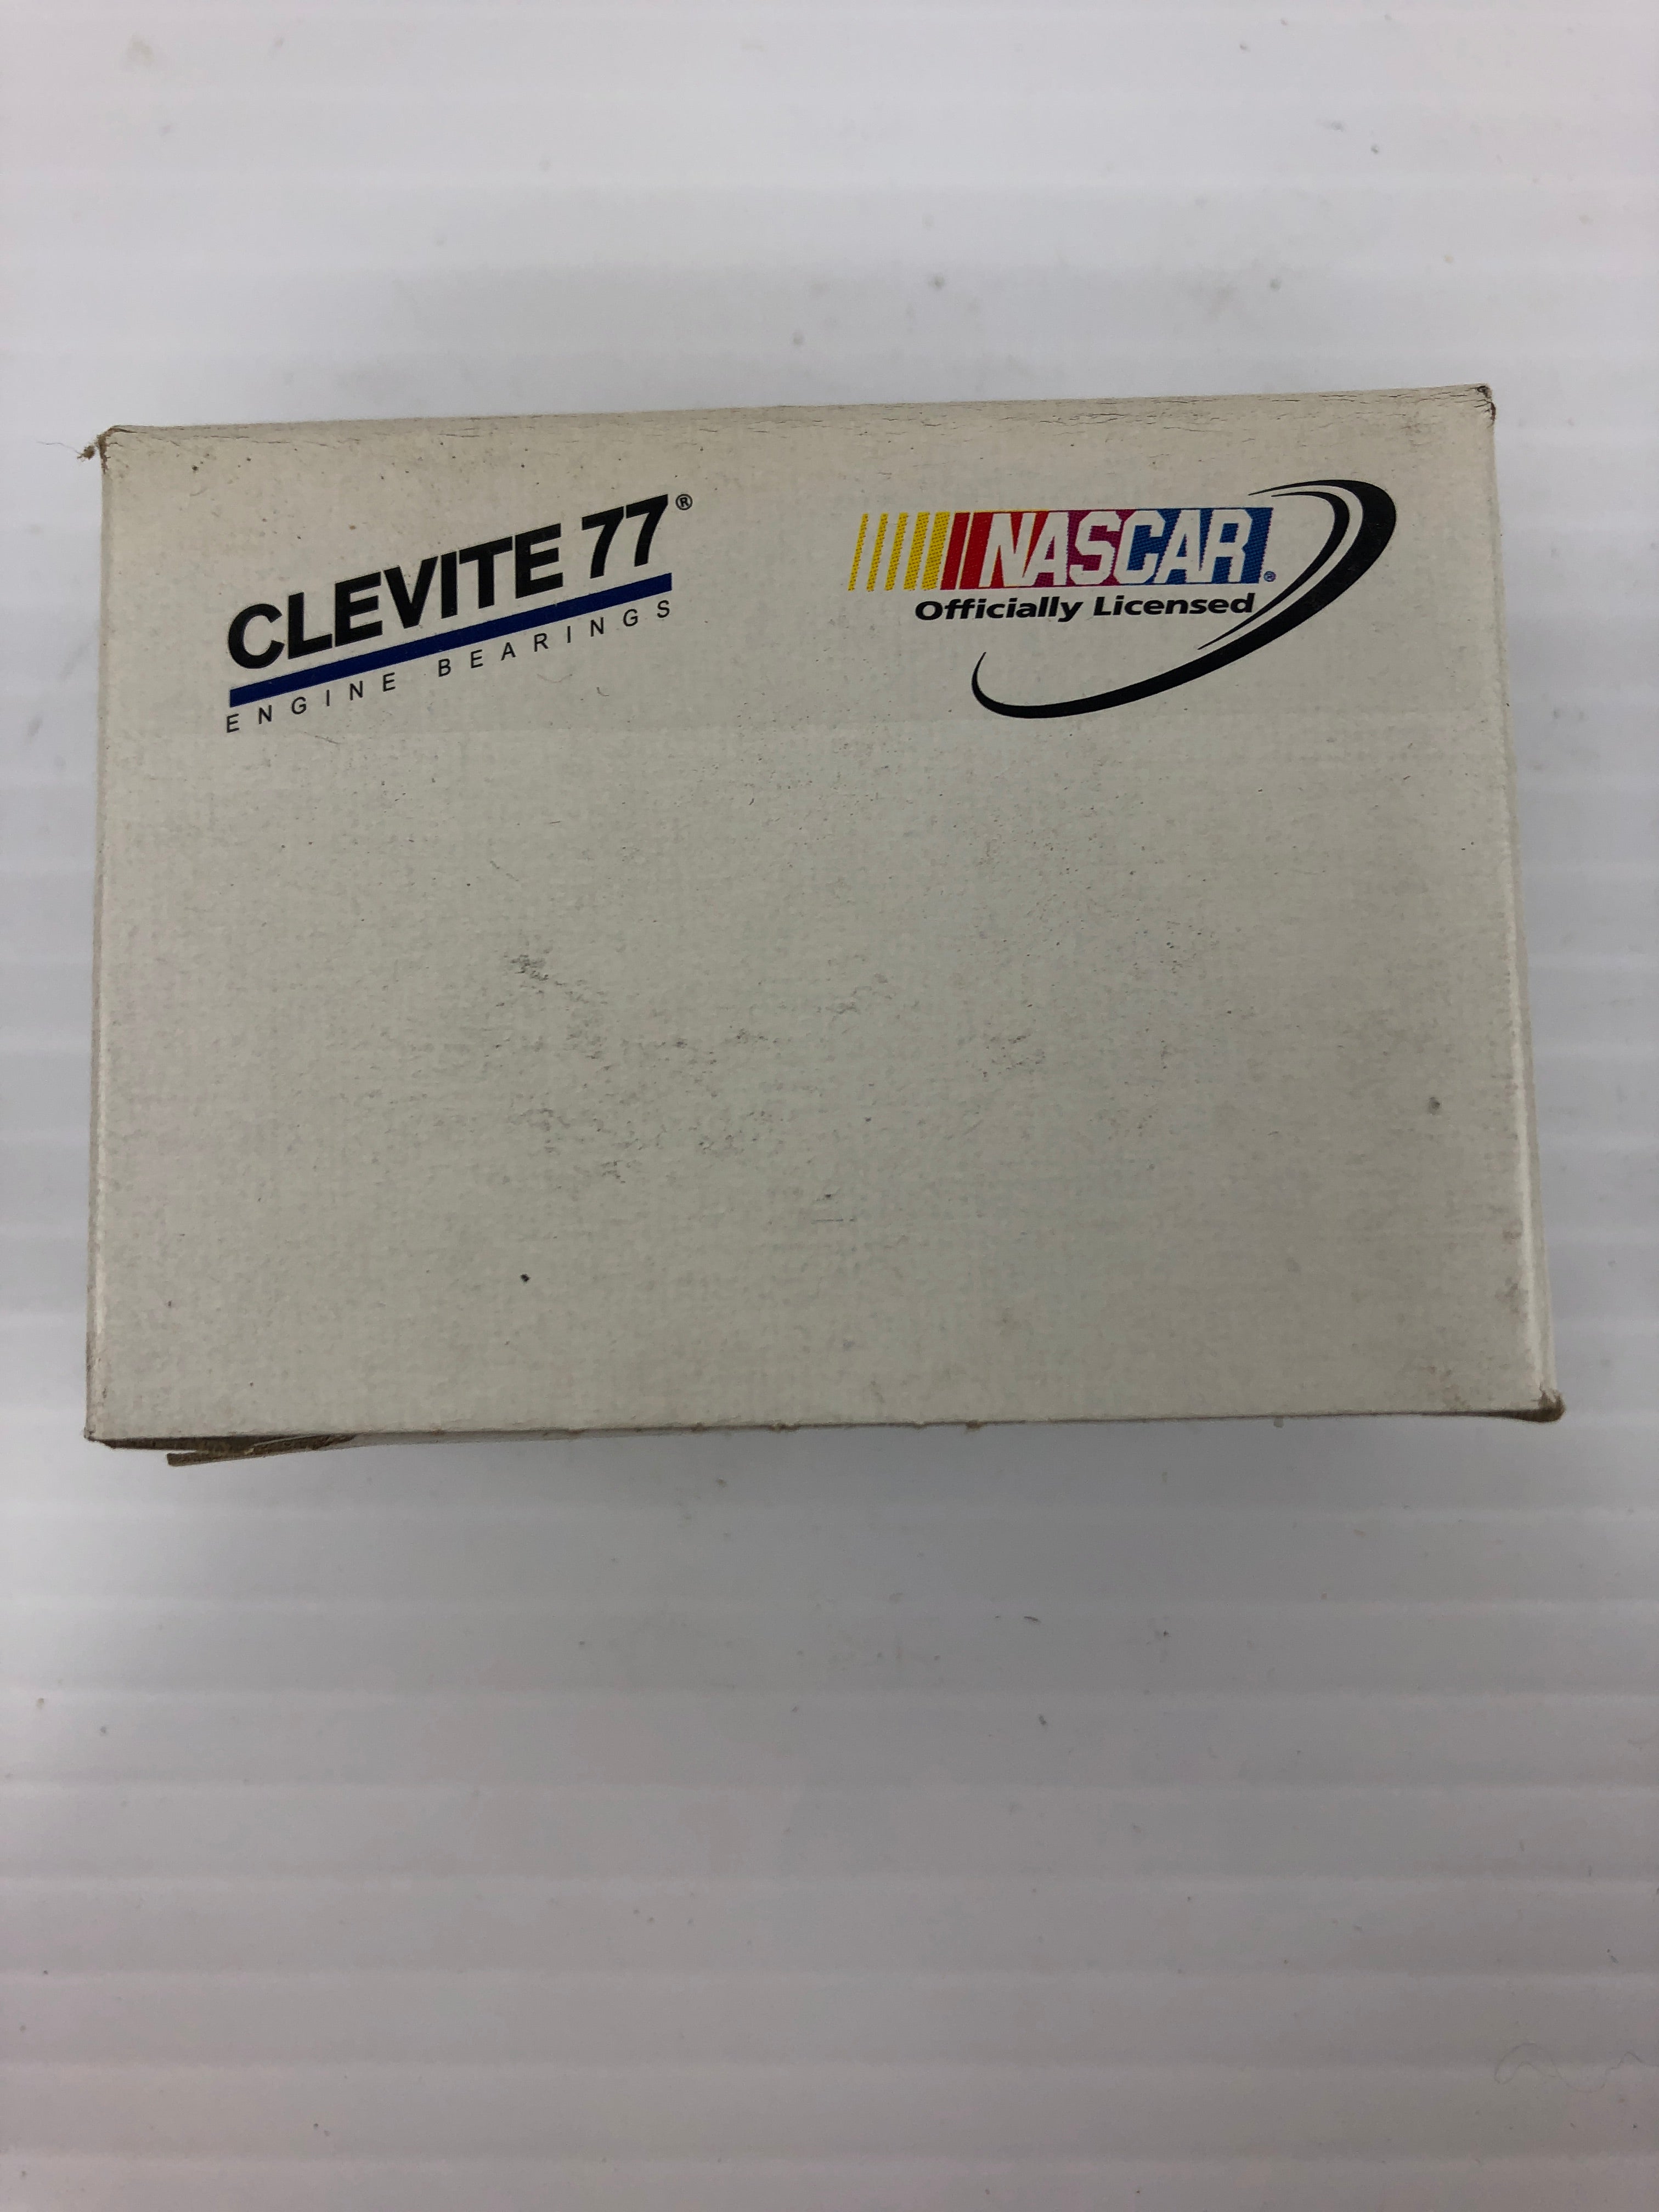 CLEVITE 77®
ENGINE BEARINGS
NASCAR®
Officially Licensed